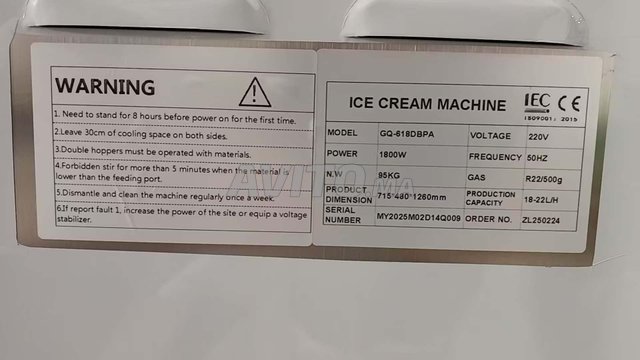 WARNING
1. Need to stand for 8 hours before power on for the first time.
2.Leave 30cm of cooling space on both sides.
3.Double hoppers must be operated with materials.
4.Forbidden stir for more than 5 minutes when the material is
lower than the feeding port.
5.Dismantle and clean the machine regularly once a week.
6.If report fault 1, increase the power of the site or equip a voltage
stabilizer.
ICE CREAM MACHINE IEC CE
ISO9001: 2015
MODEL GQ-618DBPA VOLTAGE 220V
POWER 1800W FREQUENCY 50HZ
N.W 95KG GAS R22/500g
PRODUCT DIMENSION 715*480*1260mm PRODUCTION CAPACITY 18-22L/H
SERIAL NUMBER MY2025M02D14Q009 ORDER NO. ZL250224
AVITO.MA